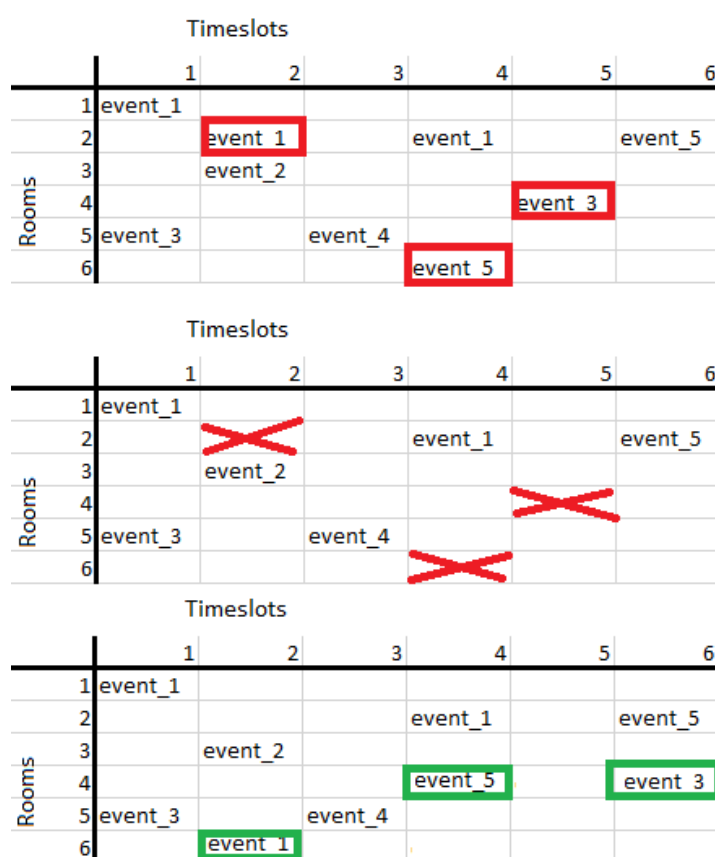 Timeslots
1 2 3 4 5 6
1 event_1
2 event_1 event_1 event_5
3 event_2
4 event_3
5 event_3 event_4
6 event_5
Rooms
Timeslots
1 2 3 4 5 6
1 event_1
2 event_1 event_5
3 event_2
4
5 event_3 event_4
6
Rooms
Timeslots
1 2 3 4 5 6
1 event_1
2 event_1 event_5
3 event_2
4 event_5 event_3
5 event_3 event_4
6 event_1
Rooms